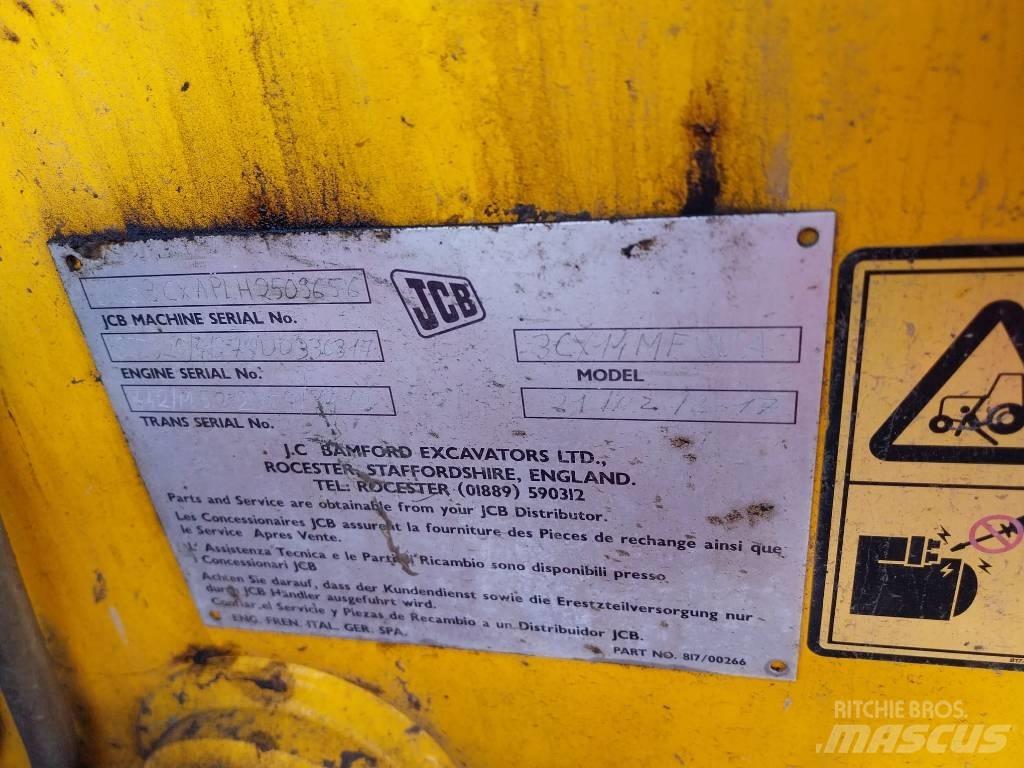 3CXAPLH2503656
JCB MACHINE SERIAL No.
ENGINE SERIAL No.
TRANS SERIAL No.
JCB
MODEL
J.C BAMFORD EXCAVATORS LTD.,
ROCESTER, STAFFORDSHIRE, ENGLAND.
TEL: ROCESTER (01889) 590312
Parts and Service are obtainable from your JCB Distributor.
Les Concessionaires JCB assurent la fourniture des Pieces de rechange ainsi que
le Service Apres Vente.
L' Assistenza Tecnica e le Parti Ricambio sono disponibili presso
i Concessionari JCB
Achten Sie darauf, dass der Kundendienst sowie die Erestzteilversorgung nur
durch JCB Händler ausgefuhrt wird.
el Servicio y Piezas de Recambio a un Distribuidor JCB.
ENG. FREN. ITAL. GER. SPA.
PART NO. 817/00266
RITCHIE BROS.
MASCUS